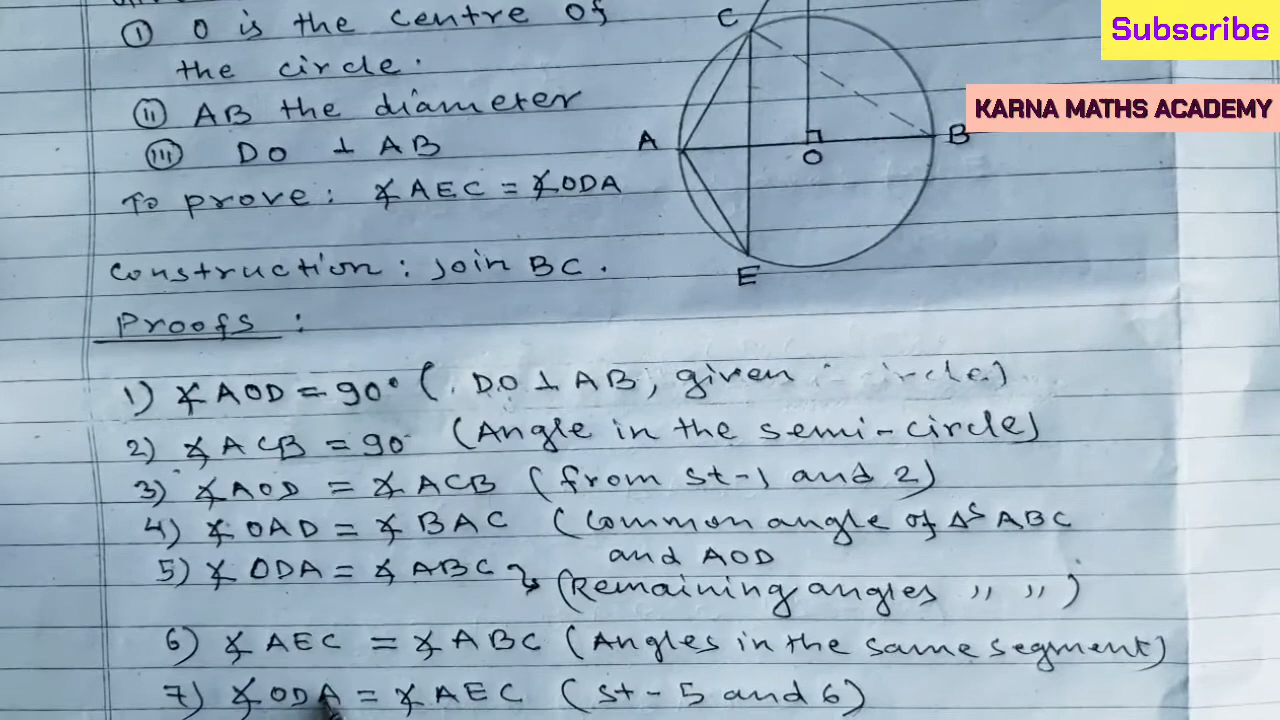 ① O is the centre of
the circle.
② AB the diameter
③ DO ⊥ AB
To prove: ∡AEC = ∡ODA
Construction: Join BC.
Proofs:
1) ∡AOD = 90° (DO ⊥ AB, given
2) ∡ACB = 90° (Angle in the semi-circle)
3) ∡AOD = ∡ACB (from st-1 and 2)
4) ∡OAD = ∡BAC (Common angle of Δˢ ABC
and AOD
5) ∡ODA = ∡ABC
(Remaining angles ,, ,, )
6) ∡AEC = ∡ABC (Angles in the same segment)
7) ∡ODA = ∡AEC (st-5 and 6)
C
A
O
B
E
Subscribe
KARNA MATHS ACADEMY